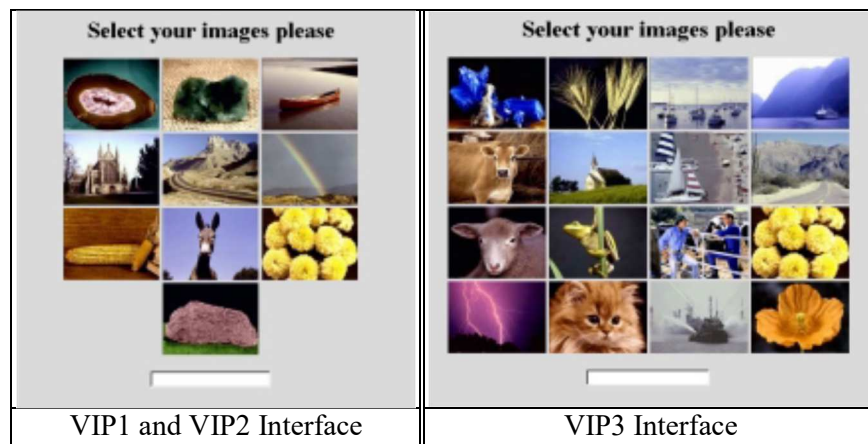 Select your images please
Select your images please
VIP1 and VIP2 Interface
VIP3 Interface